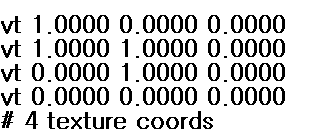 vt 1.0000 0.0000 0.0000
vt 1.0000 1.0000 0.0000
vt 0.0000 1.0000 0.0000
vt 0.0000 0.0000 0.0000
# 4 texture coords